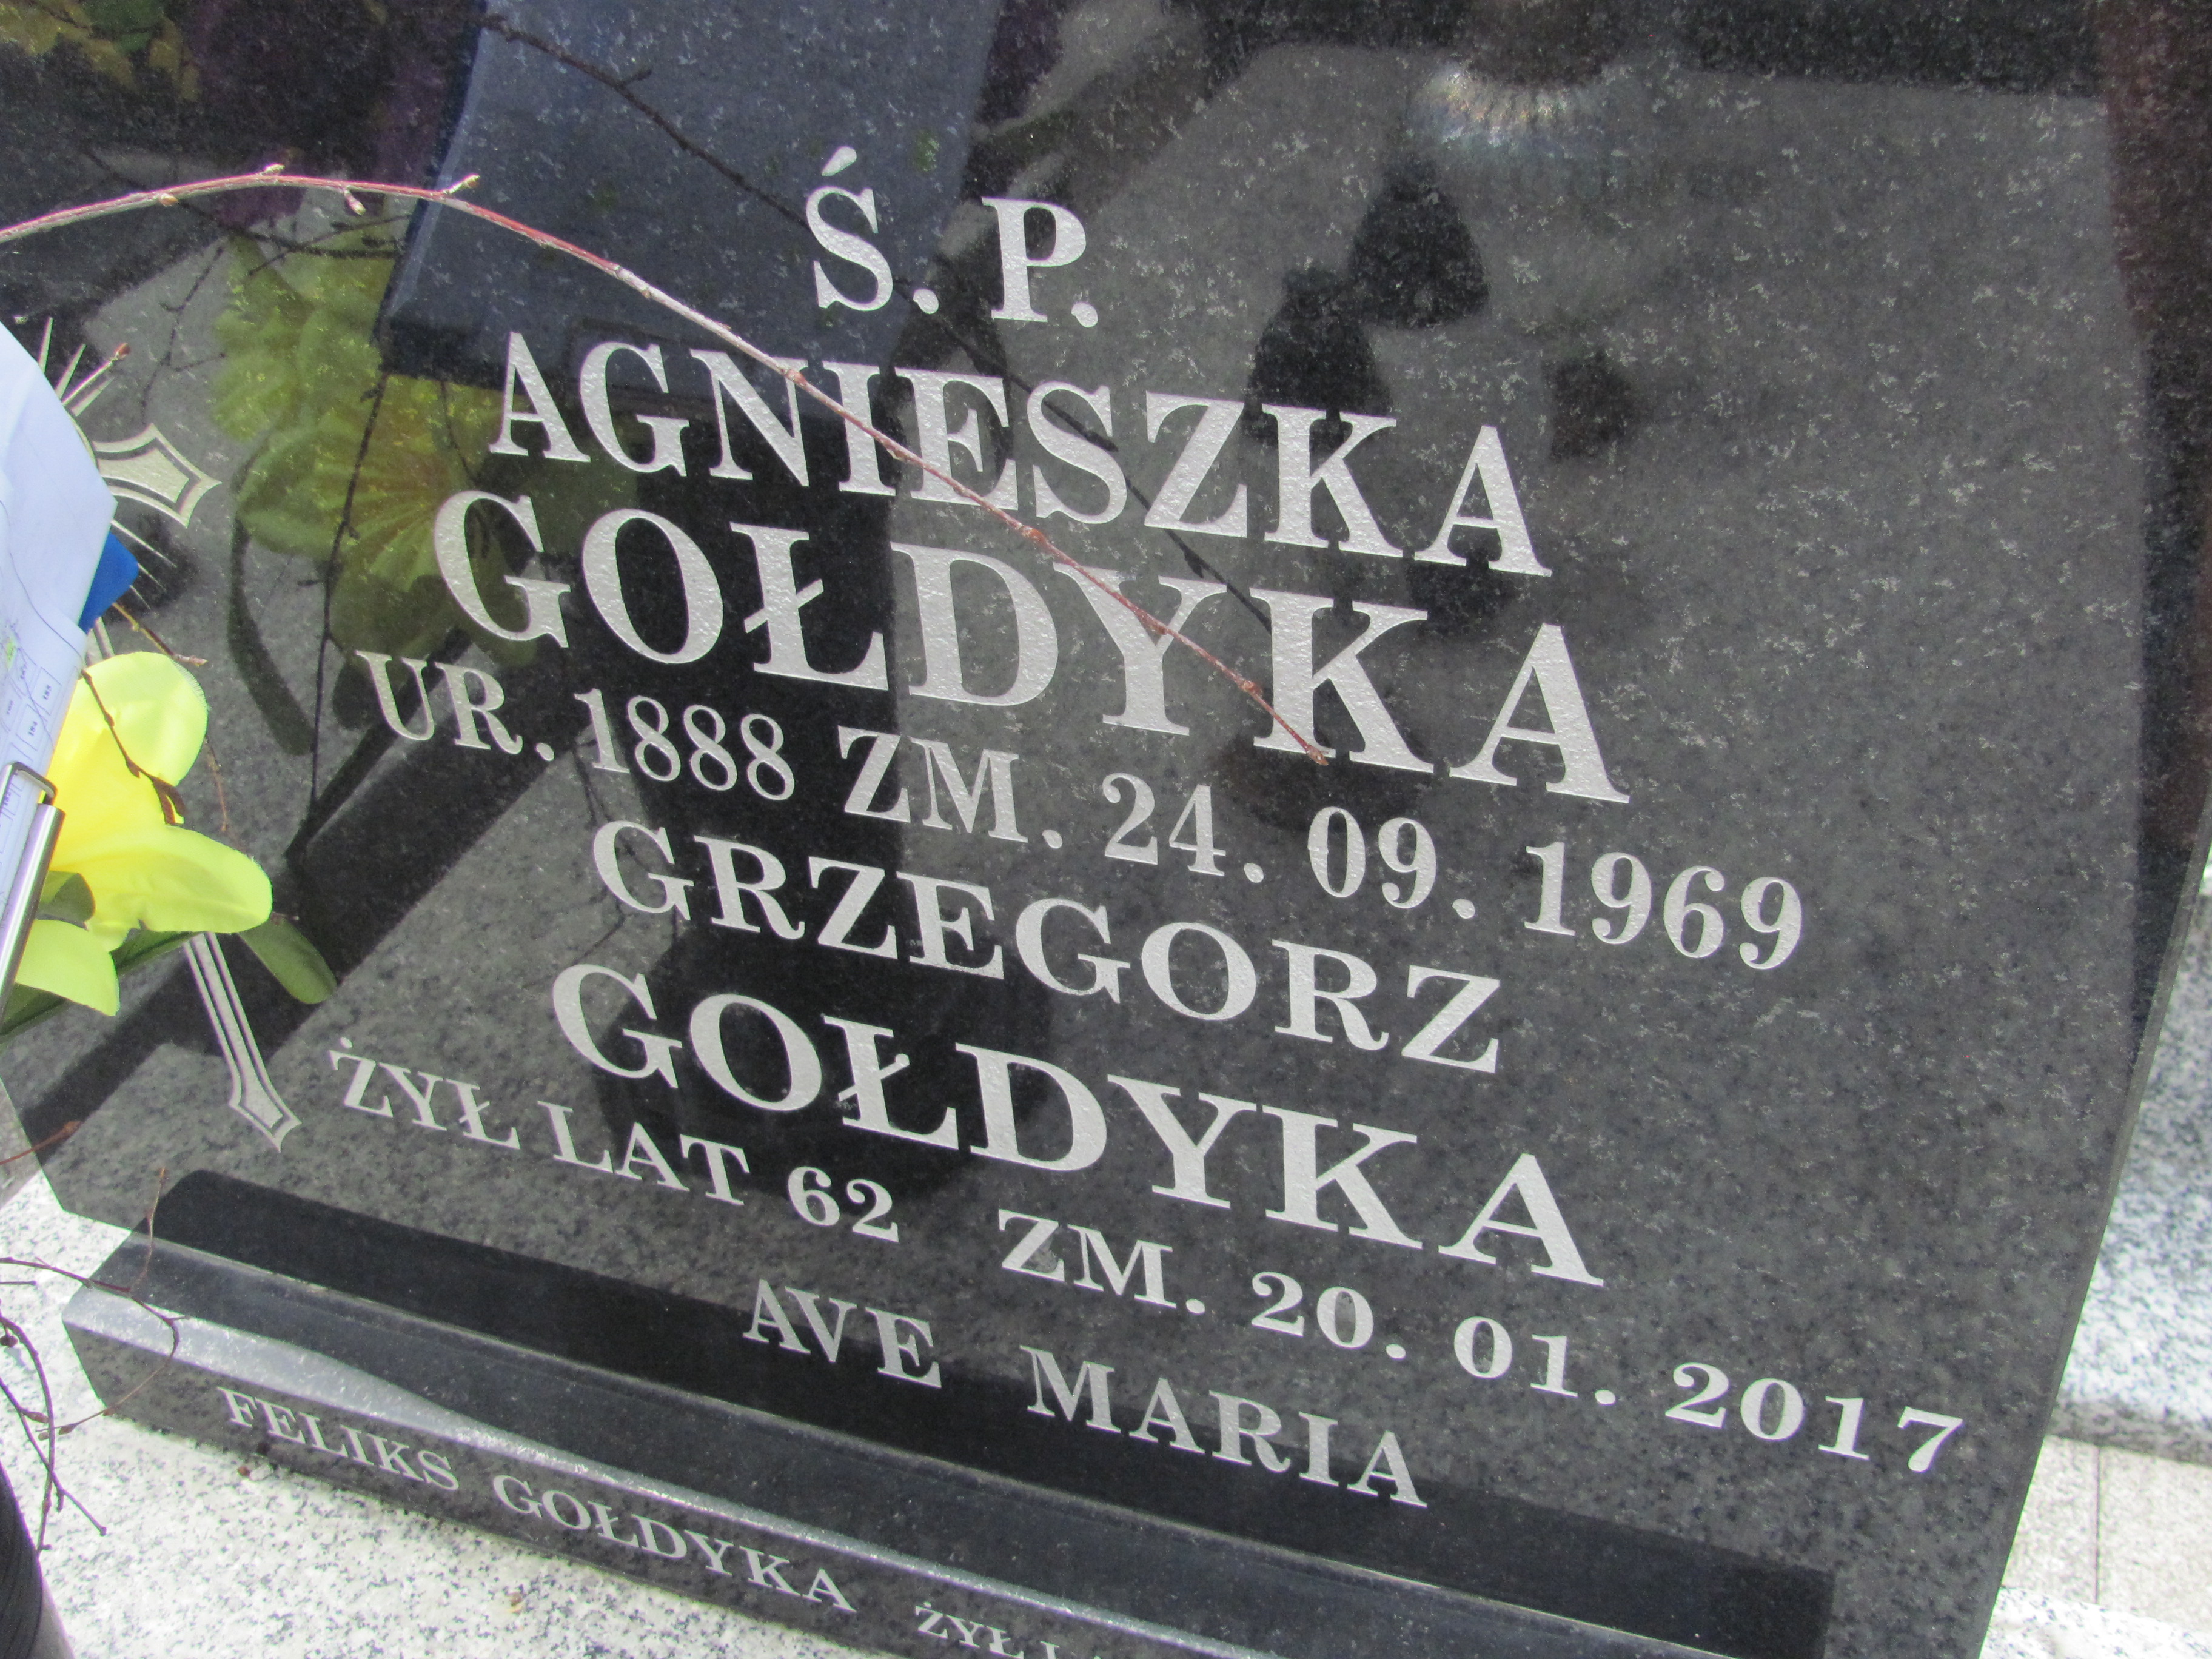 Ś. P.
AGNIESZKA
GOŁDYKA
UR. 1888 ZM. 24. 09. 1969
GRZEGORZ
GOŁDYKA
ŻYŁ LAT 62 ZM. 20. 01. 2017
AVE MARIA
FELIKS GOŁDYKA ŻYŁ